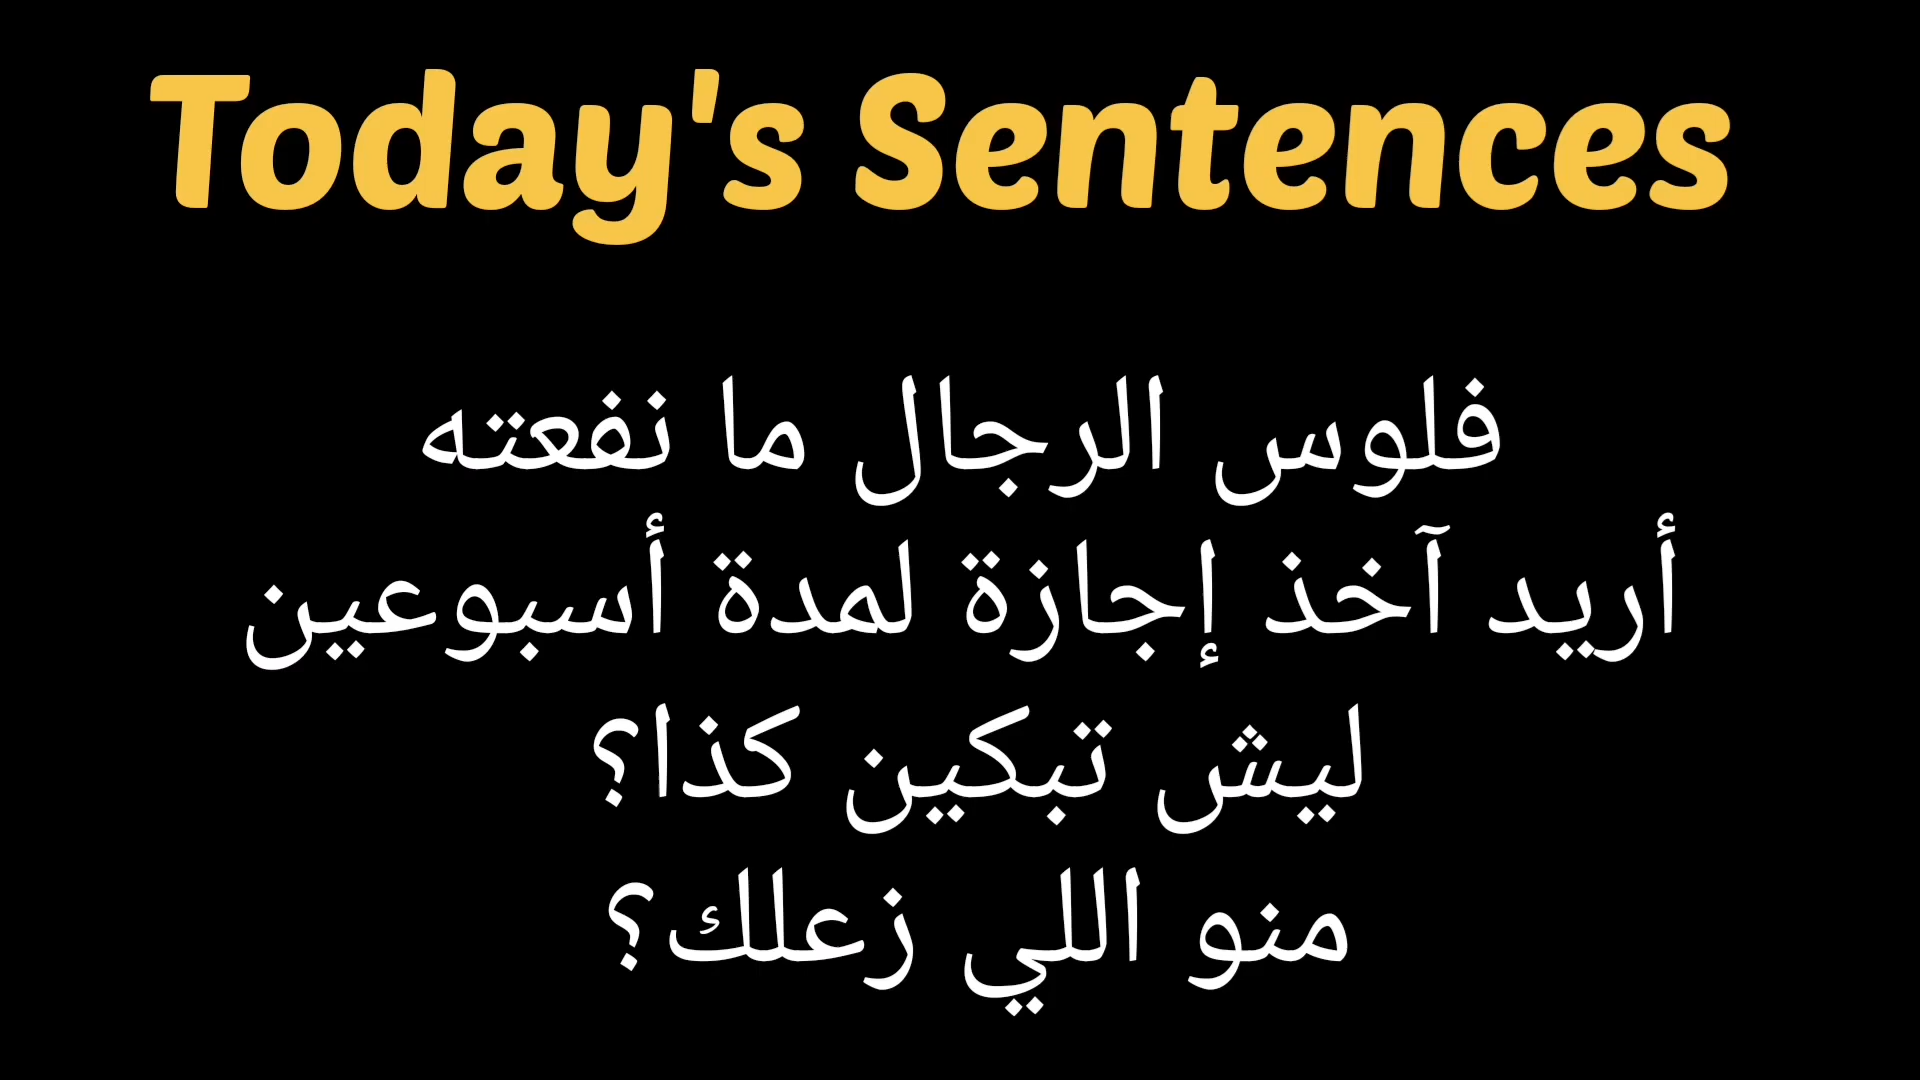 Today's Sentences
فلوس الرجال ما نفعته
أريد آخذ إجازة لمدة أسبوعين
ليش تبكين كذا؟
منو اللي زعلك؟